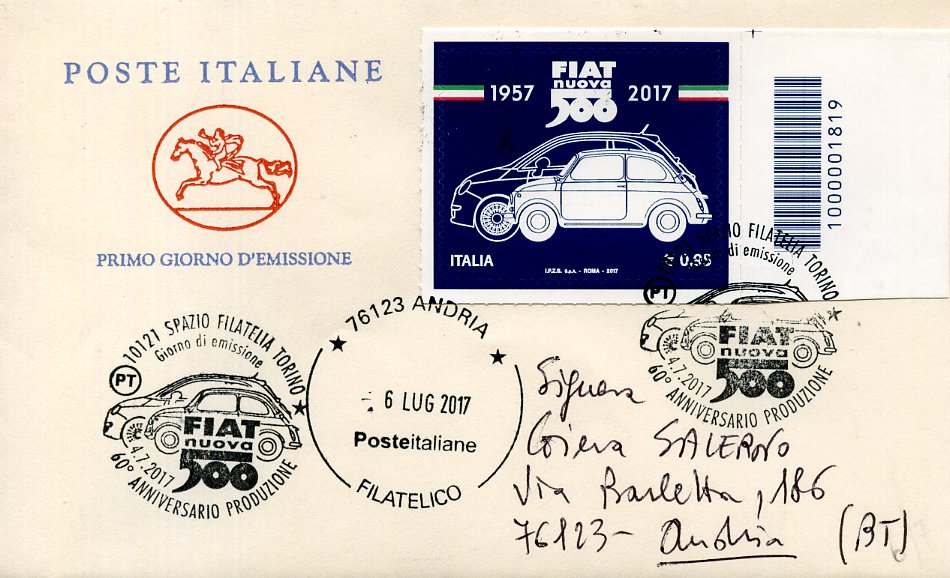 POSTE ITALIANE
PRIMO GIORNO D'EMISSIONE
FIAT
nuova
500
1957 2017
ITALIA
€ 0,95
I.P.Z.S. S.p.A. - ROMA - 2017
1000001819
10121 SPAZIO FILATELIA TORINO
Giorno di emissione
PT
FIAT
nuova
500
4.7.2017
60° ANNIVERSARIO PRODUZIONE
76123 ANDRIA
6 LUG 2017
Posteitaliane
FILATELICO
SPAZIO FILATELIA TORINO
di emissione
PT
FIAT
nuova
500
4.7.2017
60° ANNIVERSARIO PRODUZIONE
Signora
SALERNO
Via Barletta, 186
76123 - Andria (BT)